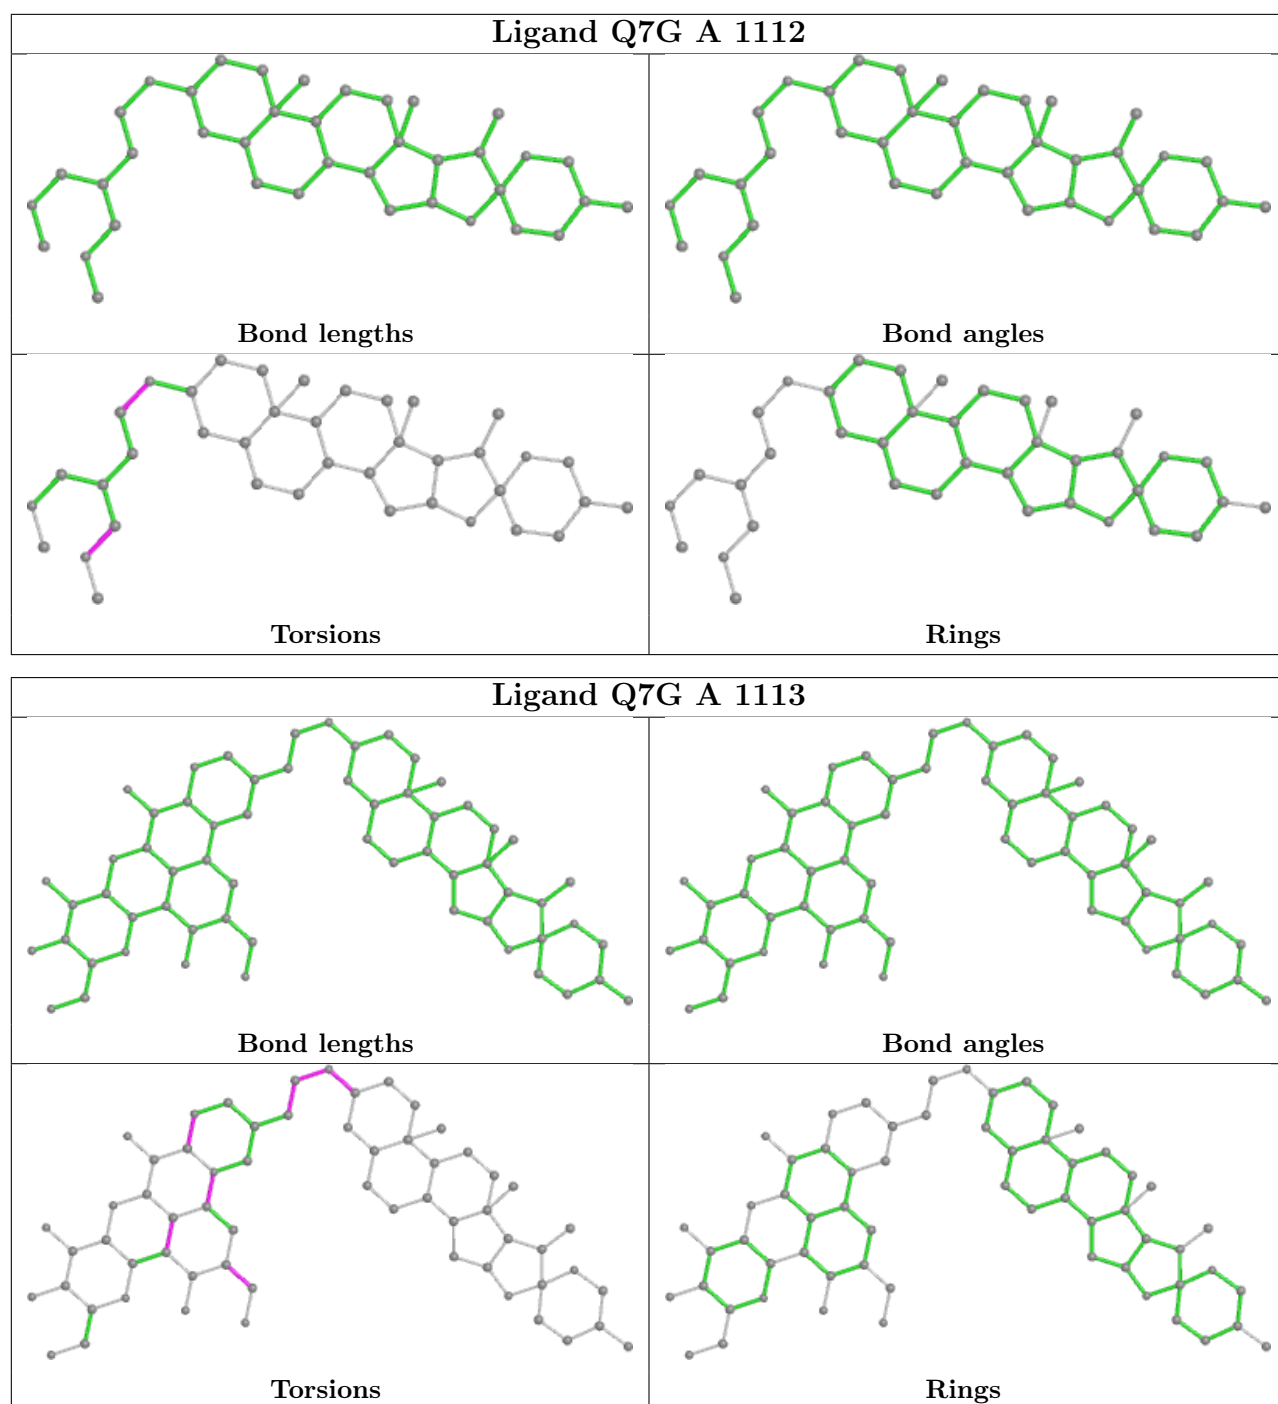 Ligand Q7G A 1112
Bond lengths
Bond angles
Torsions
Rings
Ligand Q7G A 1113
Bond lengths
Bond angles
Torsions
Rings